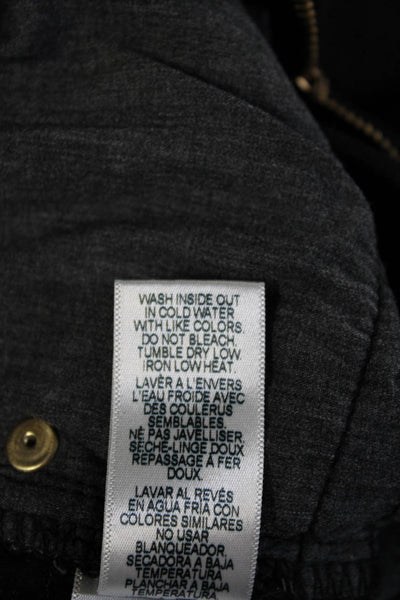 WASH INSIDE OUT
IN COLD WATER
WITH LIKE COLORS.
DO NOT BLEACH.
TUMBLE DRY LOW.
IRON LOW HEAT.
LAVÉR A L'ENVERS
L'EAU FROIDE AVEC
DES COULERUS
SEMBLABLES.
NÉ PAS JAVELLISER.
SÉCHE-LINGE DOUX
REPASSAGE À FER
DOUX.
LAVAR AL REVÉS
EN AGUA FRIA CON
COLORES SIMILARES
NO USAR
BLANQUEADOR.
SECADORA A BAJA
TEMPERATURA
PLANCHAR A BAJA
TEMPERATURA